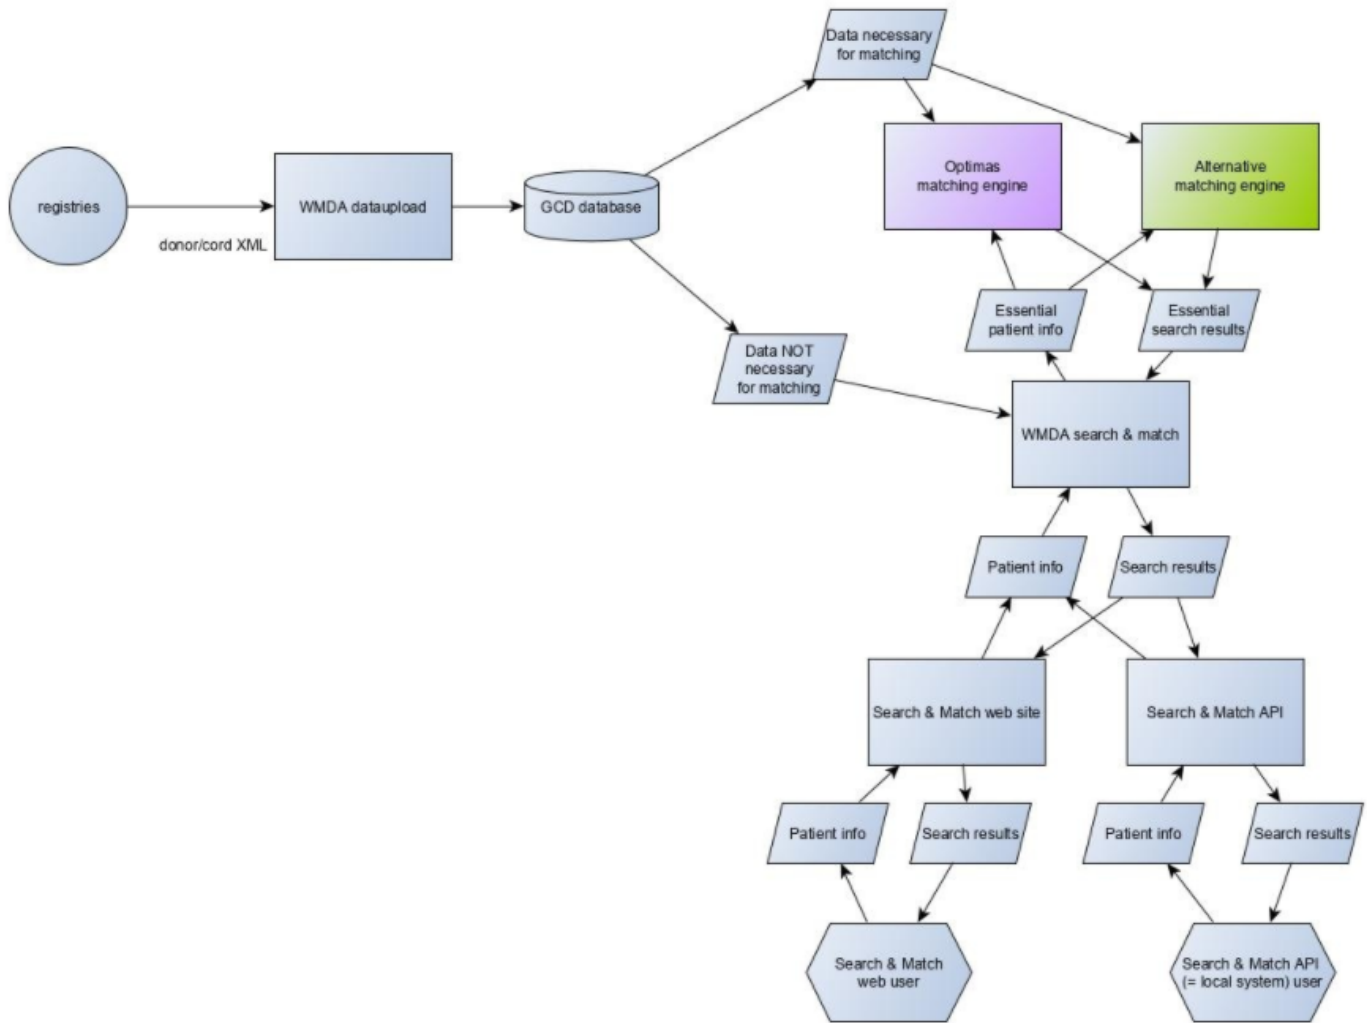 Data necessary
for matching
Optimas
matching engine
Alternative
matching engine
registries
WMDA dataupload
GCD database
donor/cord XML
Essential
patient info
Essential
search results
Data NOT
necessary
for matching
WMDA search & match
Patient info
Search results
Search & Match web site
Search & Match API
Patient info
Search results
Patient info
Search results
Search & Match
web user
Search & Match API
(= local system) user